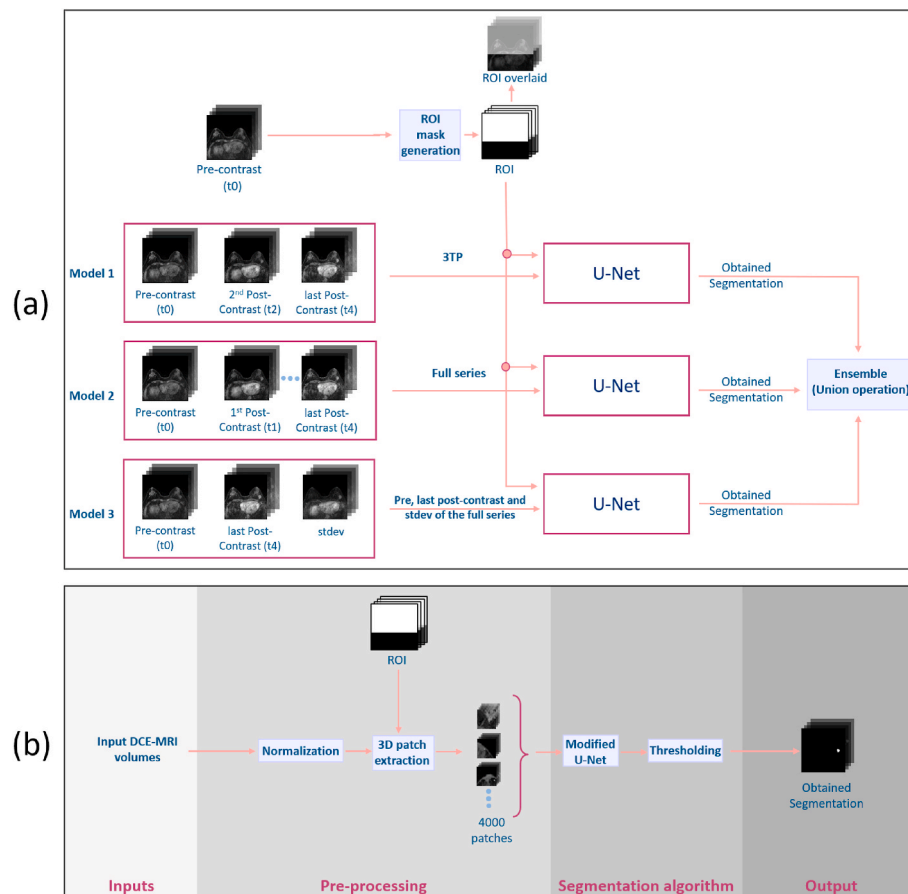 (a)
ROI overlaid
ROI
mask
generation
Pre-contrast
(t0)
ROI
Model 1
Pre-contrast
(t0)
2nd Post-
Contrast (t2)
last Post-
Contrast (t4)
3TP
U-Net
Obtained
Segmentation
Model 2
Pre-contrast
(t0)
1st Post-
Contrast (t1)
last Post-
Contrast (t4)
Full series
U-Net
Obtained
Segmentation
Ensemble
(Union operation)
Model 3
Pre-contrast
(t0)
last Post-
Contrast (t4)
stdev
Pre, last post-contrast and
stdev of the full series
U-Net
Obtained
Segmentation
(b)
ROI
Input DCE-MRI
volumes
Normalization
3D patch
extraction
4000
patches
Modified
U-Net
Thresholding
Obtained
Segmentation
Inputs
Pre-processing
Segmentation algorithm
Output